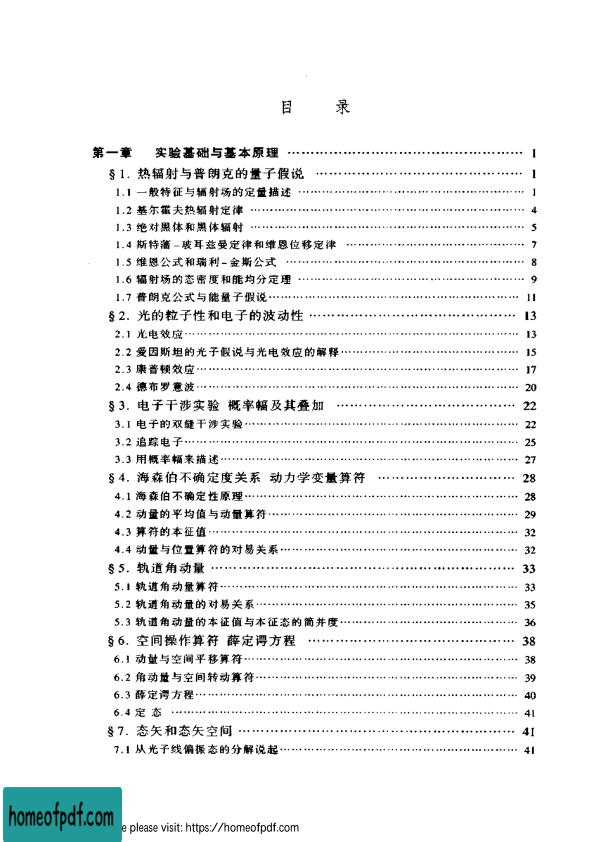 目 录
第一章 实验基础与基本原理 …… 1
§1. 热辐射与普朗克的量子假说 …… 1
1.1 一般特征与辐射场的定量描述 …… 1
1.2 基尔霍夫热辐射定律 …… 4
1.3 绝对黑体和黑体辐射 …… 5
1.4 斯特藩–玻耳兹曼定律和维恩位移定律 …… 7
1.5 维恩公式和瑞利–金斯公式 …… 8
1.6 辐射场的态密度和能均分定理 …… 9
1.7 普朗克公式与能量子假说 …… 11
§2. 光的粒子性和电子的波动性 …… 13
2.1 光电效应 …… 13
2.2 爱因斯坦的光子假说与光电效应的解释 …… 15
2.3 康普顿效应 …… 17
2.4 德布罗意波 …… 20
§3. 电子干涉实验 概率幅及其叠加 …… 22
3.1 电子的双缝干涉实验 …… 22
3.2 追踪电子 …… 25
3.3 用概率幅来描述 …… 27
§4. 海森伯不确定度关系 动力学变量算符 …… 28
4.1 海森伯不确定性原理 …… 28
4.2 动量的平均值与动量算符 …… 29
4.3 算符的本征值 …… 32
4.4 动量与位置算符的对易关系 …… 32
§5. 轨道角动量 …… 33
5.1 轨道角动量算符 …… 33
5.2 轨道角动量的对易关系 …… 35
5.3 轨道角动量的本征值与本征态的简并度 …… 36
§6. 空间操作算符 薛定谔方程 …… 38
6.1 动量与空间平移算符 …… 38
6.2 角动量与空间转动算符 …… 39
6.3 薛定谔方程 …… 40
6.4 定 态 …… 41
§7. 态矢和态矢空间 …… 41
7.1 从光子线偏振态的分解说起 …… 41
homeofpdf.com
e please visit: https://homeofpdf.com